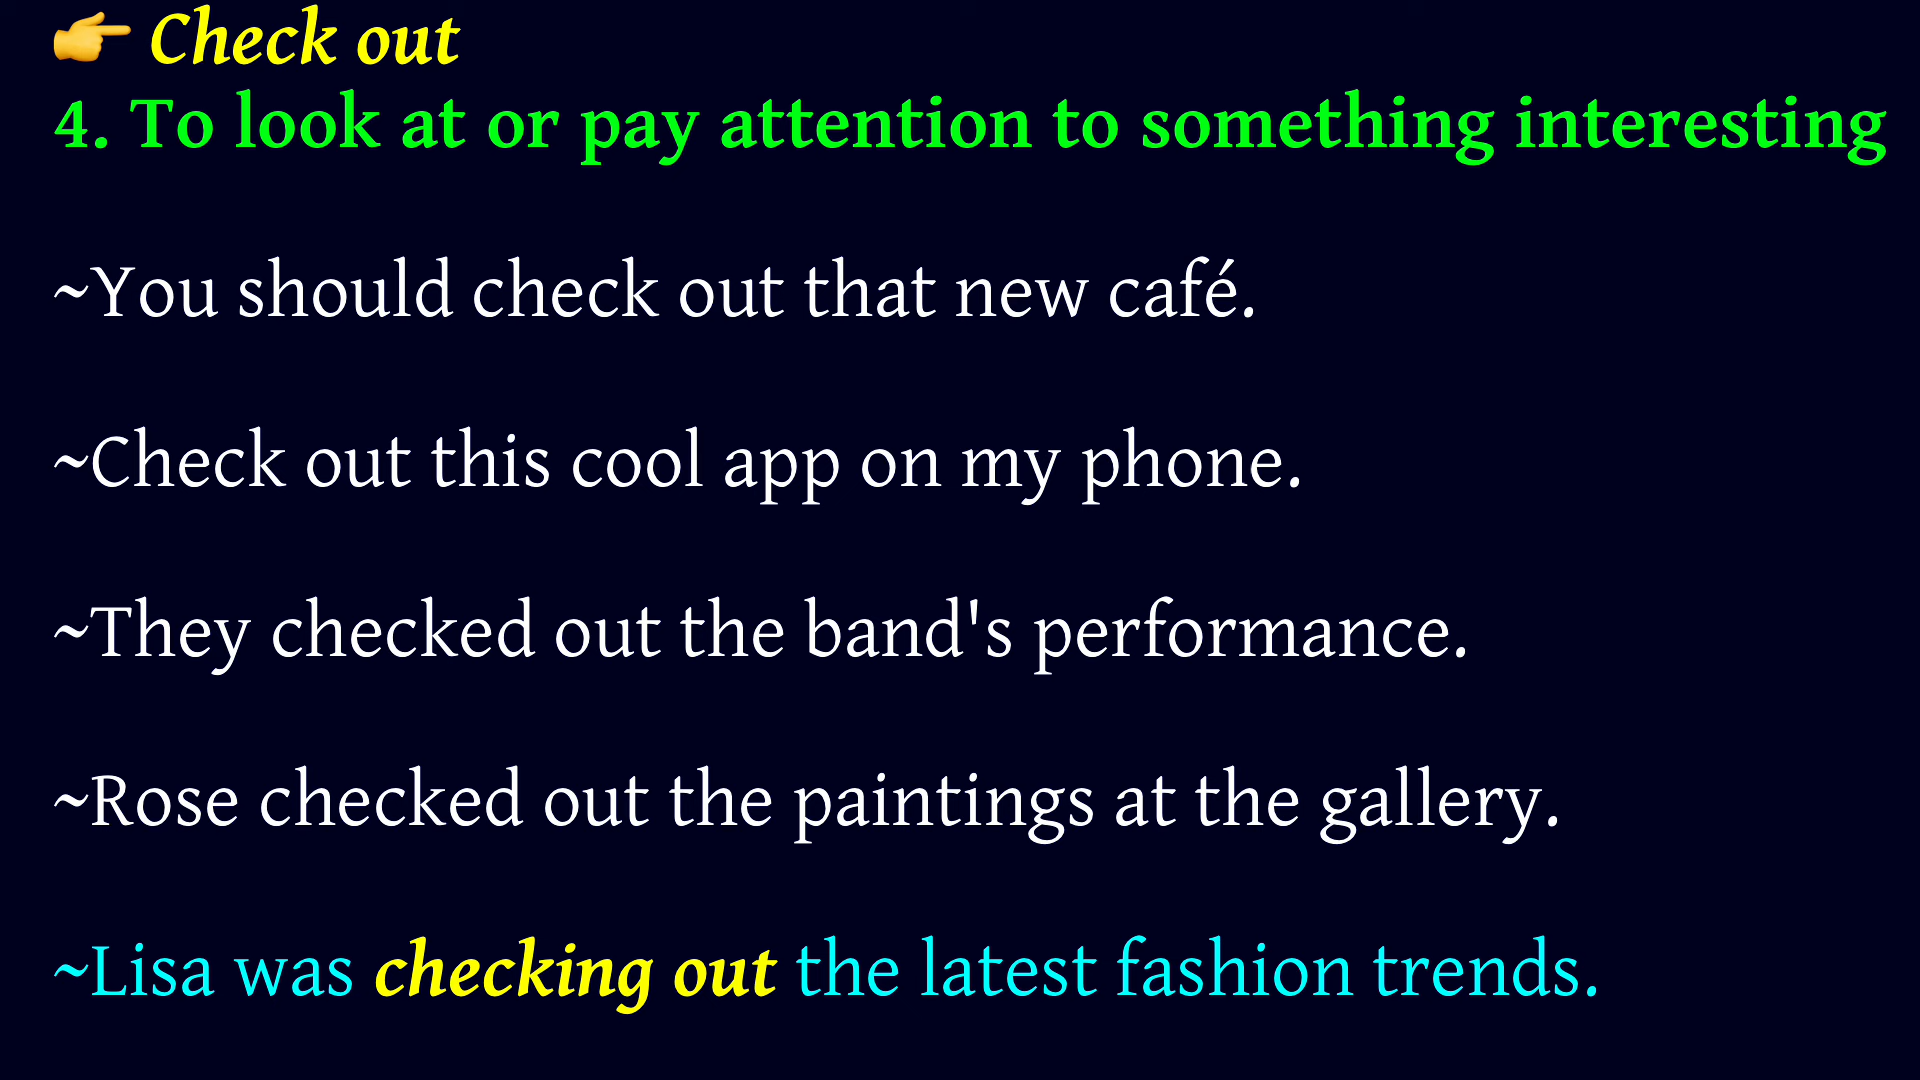 👉 Check out
4. To look at or pay attention to something interesting
~You should check out that new café.
~Check out this cool app on my phone.
~They checked out the band's performance.
~Rose checked out the paintings at the gallery.
~Lisa was checking out the latest fashion trends.